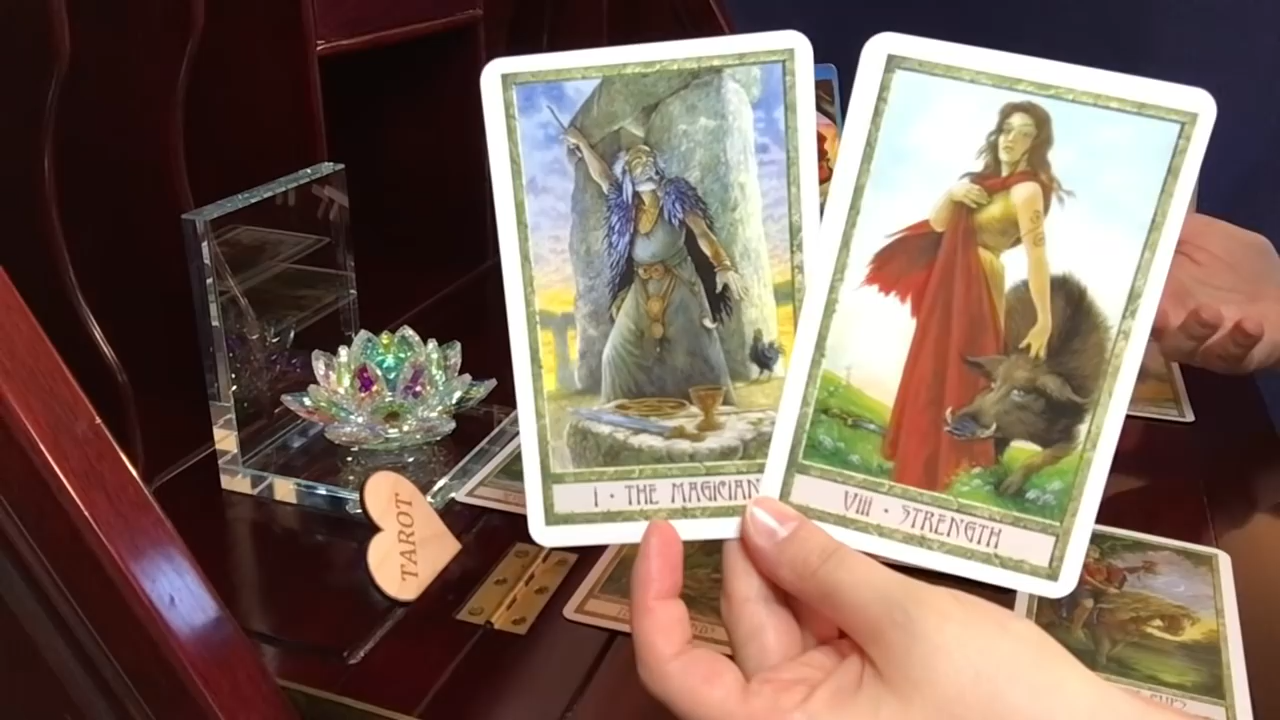 I · THE MAGICIAN
VIII · STRENGTH
TAROT